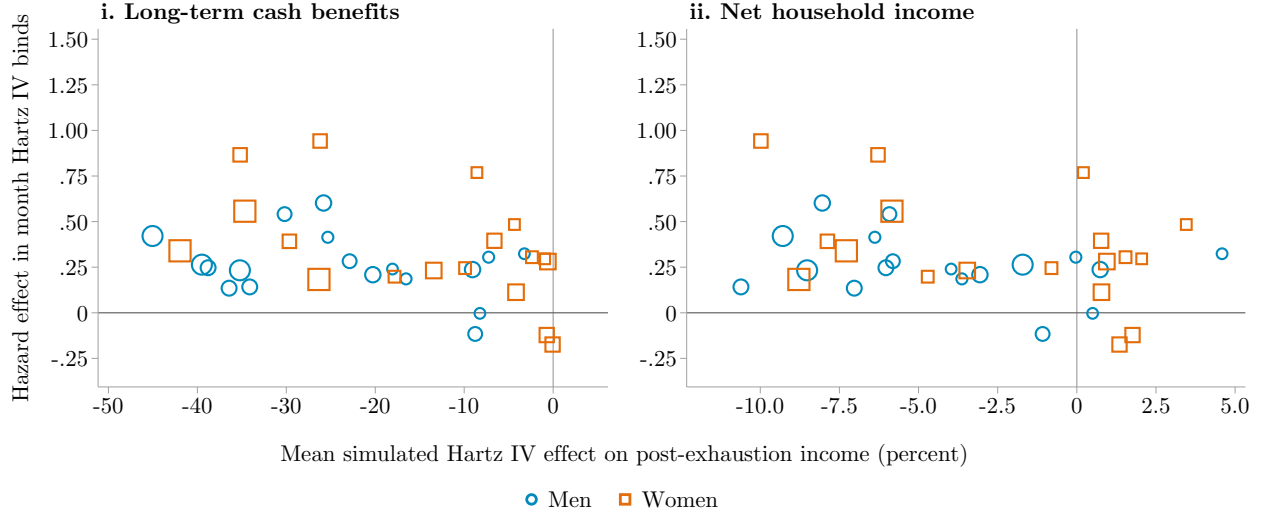 i. Long-term cash benefits
ii. Net household income
Hazard effect in month Hartz IV binds
1.50
1.25
1.00
.75
.50
.25
0
-.25
-50 -40 -30 -20 -10 0
1.50
1.25
1.00
.75
.50
.25
0
-.25
-10.0 -7.5 -5.0 -2.5 0 2.5 5.0
Mean simulated Hartz IV effect on post-exhaustion income (percent)
Men Women